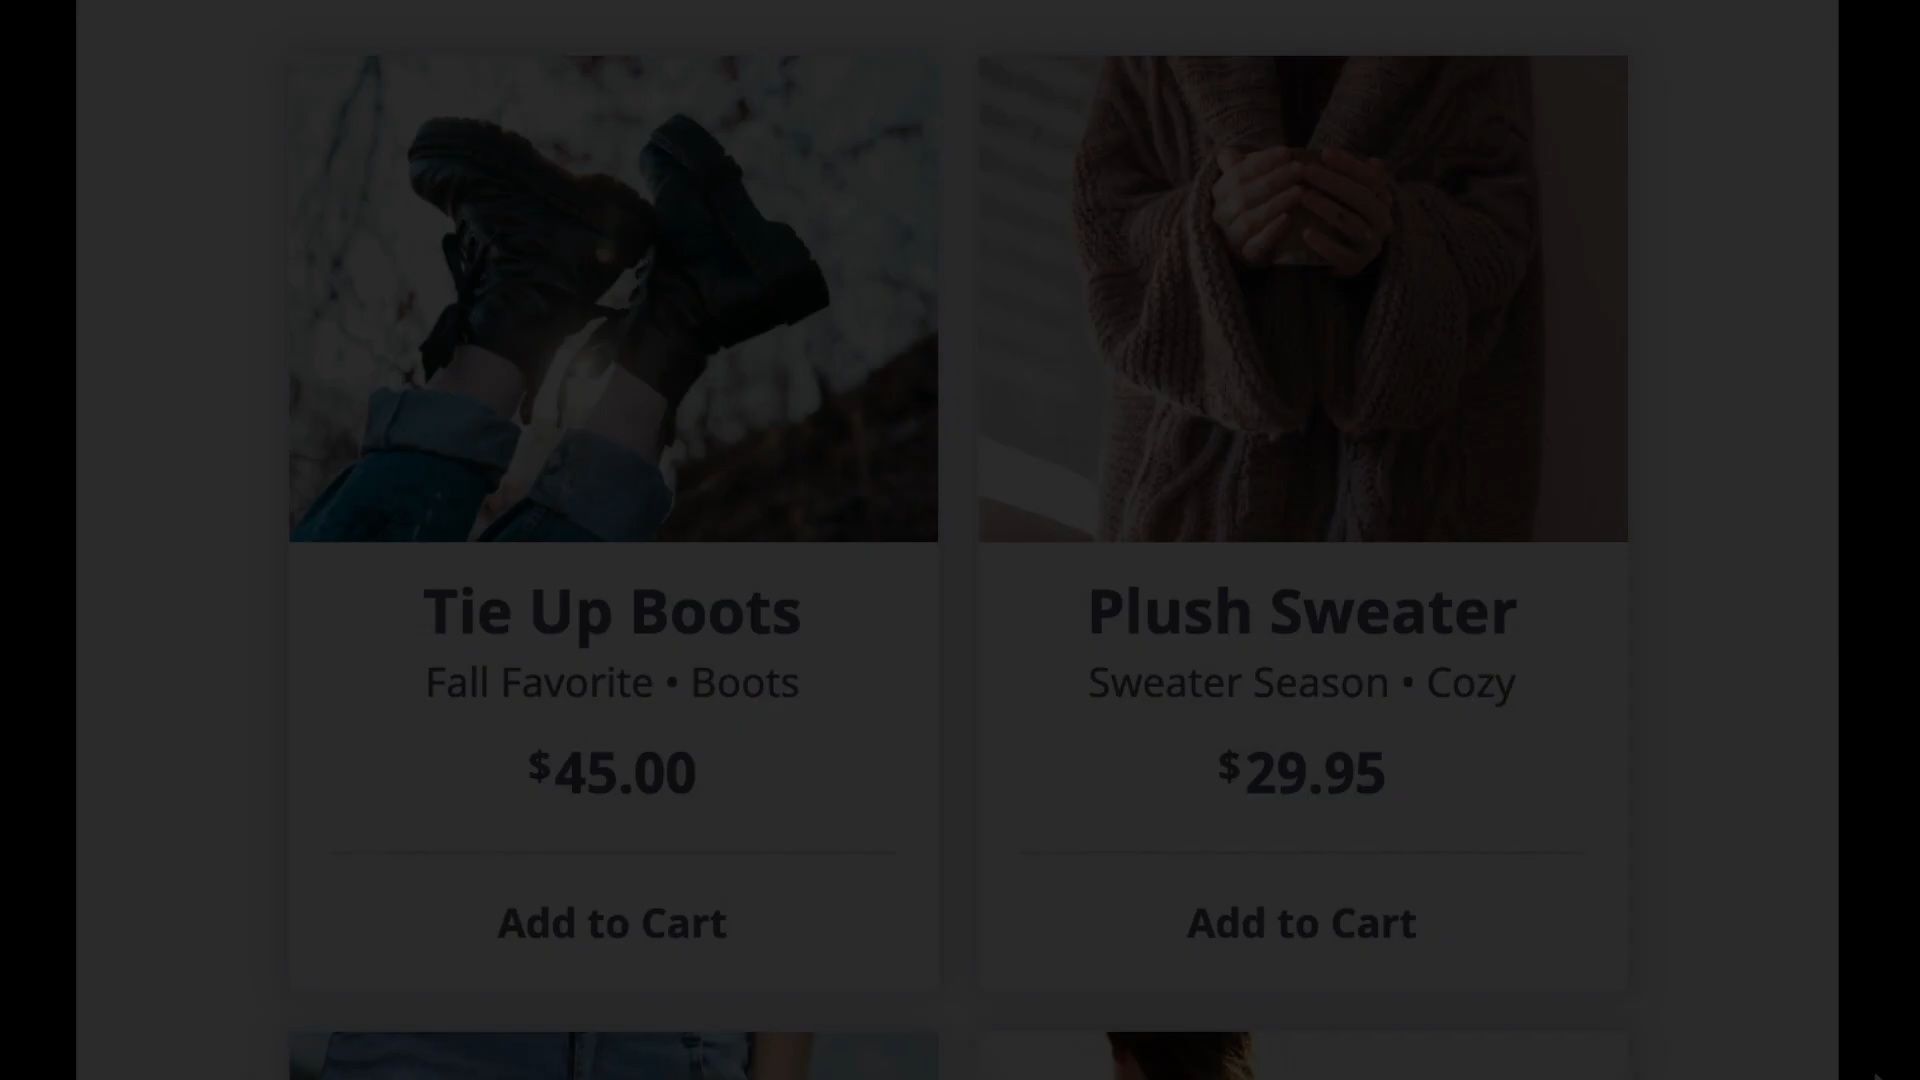 Tie Up Boots
Fall Favorite • Boots
$45.00
Add to Cart
Plush Sweater
Sweater Season • Cozy
$29.95
Add to Cart